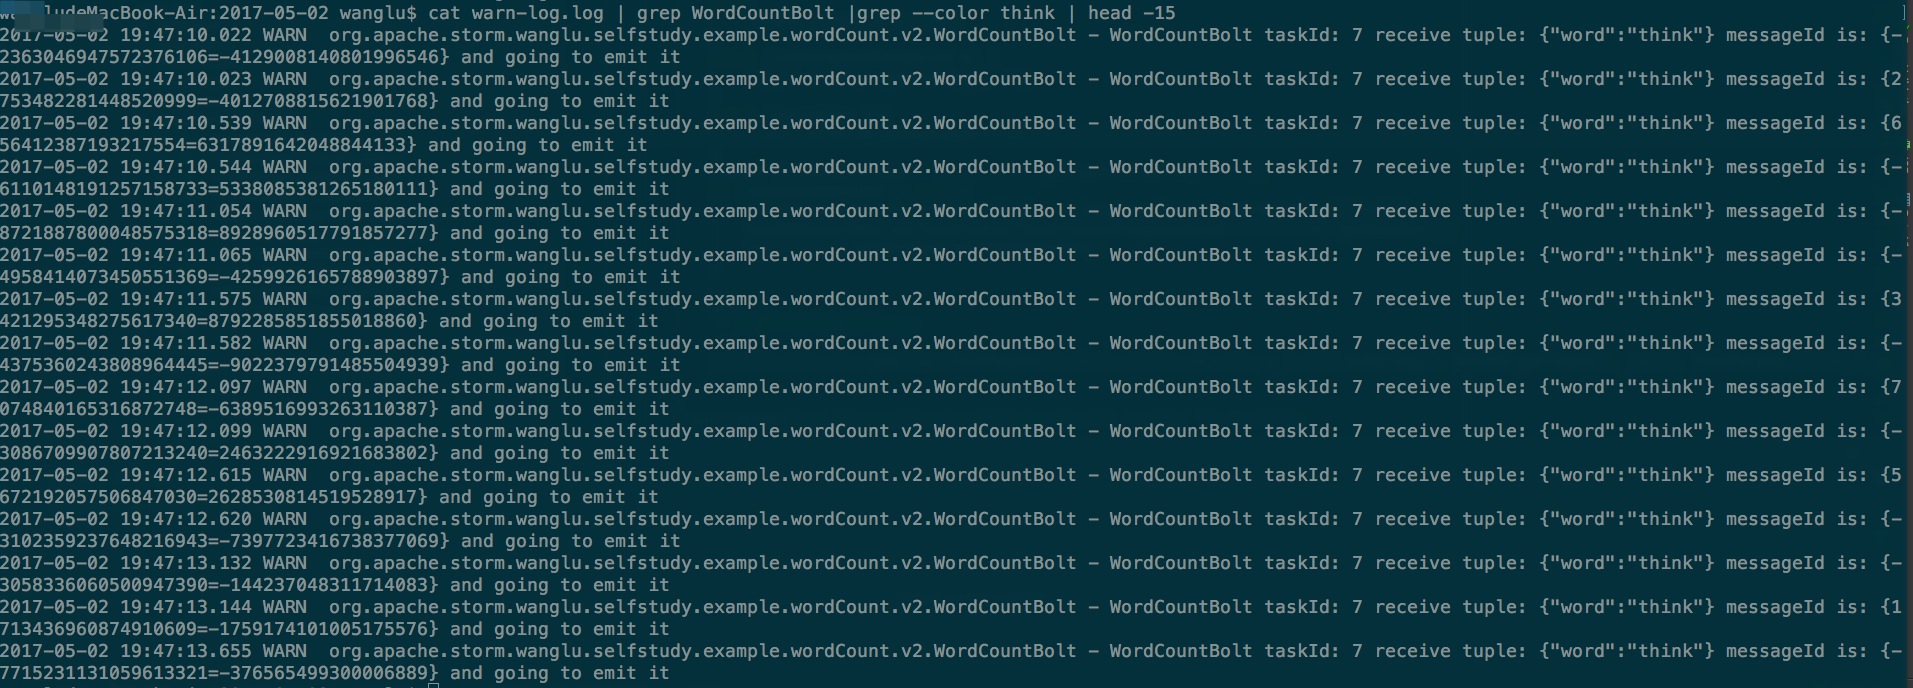 ludeMacBook-Air:2017-05-02 wanglu$ cat warn-log.log | grep WordCountBolt |grep --color think | head -15
2017-05-02 19:47:10.022 WARN  org.apache.storm.wanglu.selfstudy.example.wordCount.v2.WordCountBolt - WordCountBolt taskId: 7 receive tuple: {"word":"think"} messageId is: {-
2363046947572376106=-4129008140801996546} and going to emit it
2017-05-02 19:47:10.023 WARN  org.apache.storm.wanglu.selfstudy.example.wordCount.v2.WordCountBolt - WordCountBolt taskId: 7 receive tuple: {"word":"think"} messageId is: {2
753482281448520999=-4012708815621901768} and going to emit it
2017-05-02 19:47:10.539 WARN  org.apache.storm.wanglu.selfstudy.example.wordCount.v2.WordCountBolt - WordCountBolt taskId: 7 receive tuple: {"word":"think"} messageId is: {6
56412387193217554=6317891642048844133} and going to emit it
2017-05-02 19:47:10.544 WARN  org.apache.storm.wanglu.selfstudy.example.wordCount.v2.WordCountBolt - WordCountBolt taskId: 7 receive tuple: {"word":"think"} messageId is: {-
6110148191257158733=5338085381265180111} and going to emit it
2017-05-02 19:47:11.054 WARN  org.apache.storm.wanglu.selfstudy.example.wordCount.v2.WordCountBolt - WordCountBolt taskId: 7 receive tuple: {"word":"think"} messageId is: {-
8721887800048575318=8928960517791857277} and going to emit it
2017-05-02 19:47:11.065 WARN  org.apache.storm.wanglu.selfstudy.example.wordCount.v2.WordCountBolt - WordCountBolt taskId: 7 receive tuple: {"word":"think"} messageId is: {-
4958414073450551369=-4259926165788903897} and going to emit it
2017-05-02 19:47:11.575 WARN  org.apache.storm.wanglu.selfstudy.example.wordCount.v2.WordCountBolt - WordCountBolt taskId: 7 receive tuple: {"word":"think"} messageId is: {3
421295348275617340=8792285851855018860} and going to emit it
2017-05-02 19:47:11.582 WARN  org.apache.storm.wanglu.selfstudy.example.wordCount.v2.WordCountBolt - WordCountBolt taskId: 7 receive tuple: {"word":"think"} messageId is: {-
4375360243808964445=-9022379791485504939} and going to emit it
2017-05-02 19:47:12.097 WARN  org.apache.storm.wanglu.selfstudy.example.wordCount.v2.WordCountBolt - WordCountBolt taskId: 7 receive tuple: {"word":"think"} messageId is: {7
074840165316872748=-6389516993263110387} and going to emit it
2017-05-02 19:47:12.099 WARN  org.apache.storm.wanglu.selfstudy.example.wordCount.v2.WordCountBolt - WordCountBolt taskId: 7 receive tuple: {"word":"think"} messageId is: {-
3086709907807213240=2463222916921683802} and going to emit it
2017-05-02 19:47:12.615 WARN  org.apache.storm.wanglu.selfstudy.example.wordCount.v2.WordCountBolt - WordCountBolt taskId: 7 receive tuple: {"word":"think"} messageId is: {5
672192057506847030=2628530814519528917} and going to emit it
2017-05-02 19:47:12.620 WARN  org.apache.storm.wanglu.selfstudy.example.wordCount.v2.WordCountBolt - WordCountBolt taskId: 7 receive tuple: {"word":"think"} messageId is: {-
3102359237648216943=-7397723416738377069} and going to emit it
2017-05-02 19:47:13.132 WARN  org.apache.storm.wanglu.selfstudy.example.wordCount.v2.WordCountBolt - WordCountBolt taskId: 7 receive tuple: {"word":"think"} messageId is: {-
3058336060500947390=-1442370483117140​83} and going to emit it
2017-05-02 19:47:13.144 WARN  org.apache.storm.wanglu.selfstudy.example.wordCount.v2.WordCountBolt - WordCountBolt taskId: 7 receive tuple: {"word":"think"} messageId is: {1
713436960874910609=-1759174101005175576} and going to emit it
2017-05-02 19:47:13.655 WARN  org.apache.storm.wanglu.selfstudy.example.wordCount.v2.WordCountBolt - WordCountBolt taskId: 7 receive tuple: {"word":"think"} messageId is: {-
7715231131059613321=-376565499300006889} and going to emit it